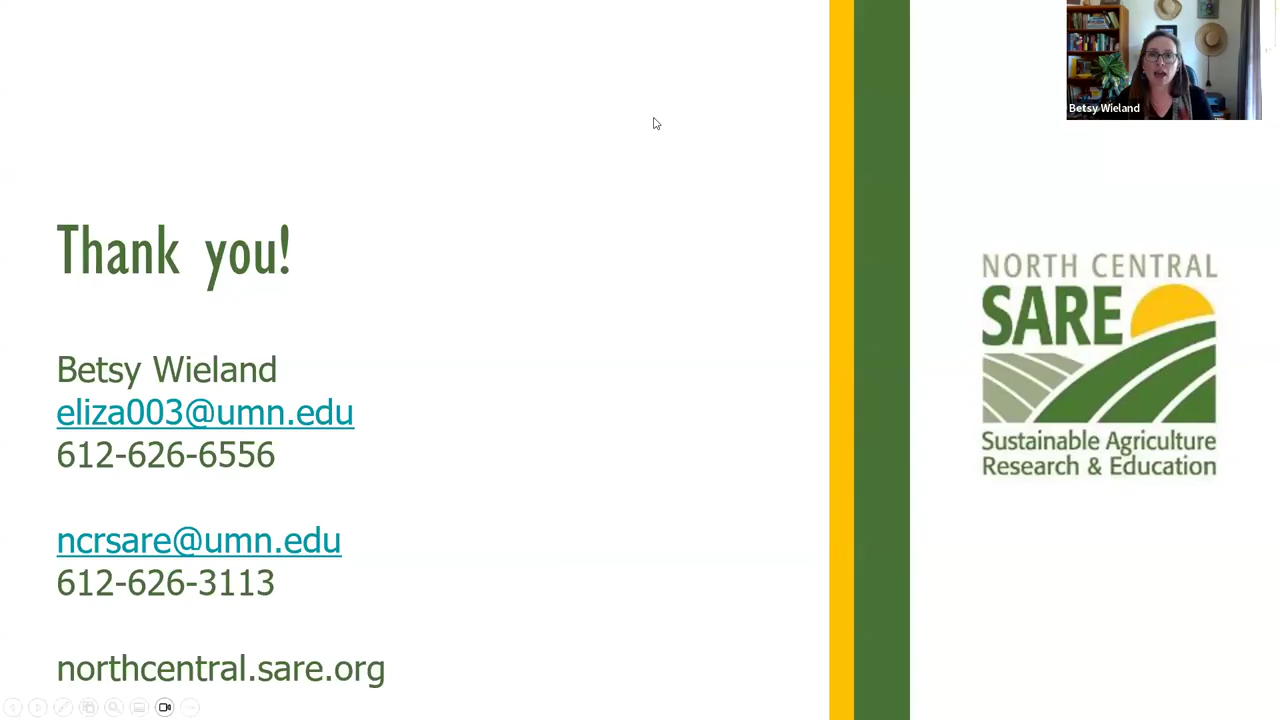 Thank you!
Betsy Wieland
eliza003@umn.edu
612-626-6556
ncrsare@umn.edu
612-626-3113
northcentral.sare.org
Betsy Wieland
NORTH CENTRAL
SARE
Sustainable Agriculture
Research & Education